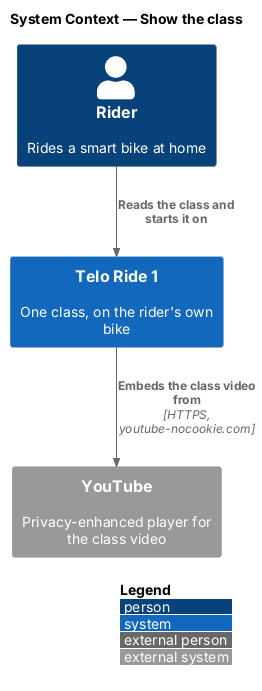 System Context — Show the class
Rider
Rides a smart bike at home
Reads the class and
starts it on
Telo Ride 1
One class, on the rider's own
bike
Embeds the class video
from
[HTTPS,
youtube-nocookie.com]
YouTube
Privacy-enhanced player for
the class video
Legend
person
system
external person
external system